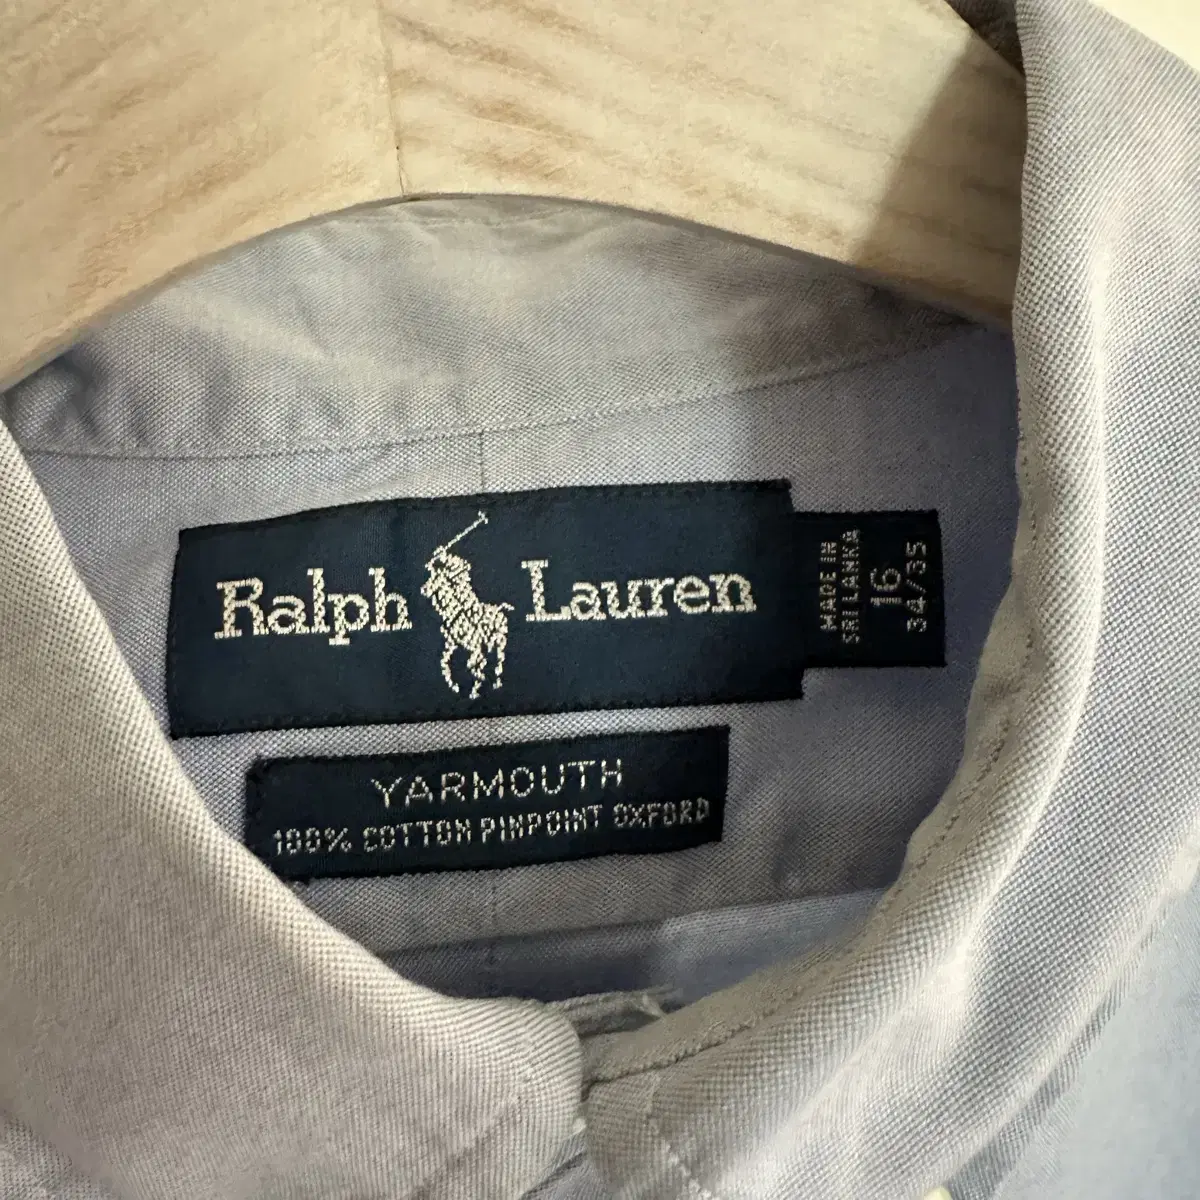 Ralph Lauren
MADE IN
SRI LANKA
16
34/35
YARMOUTH
100% COTTON PINPOINT OXFORD